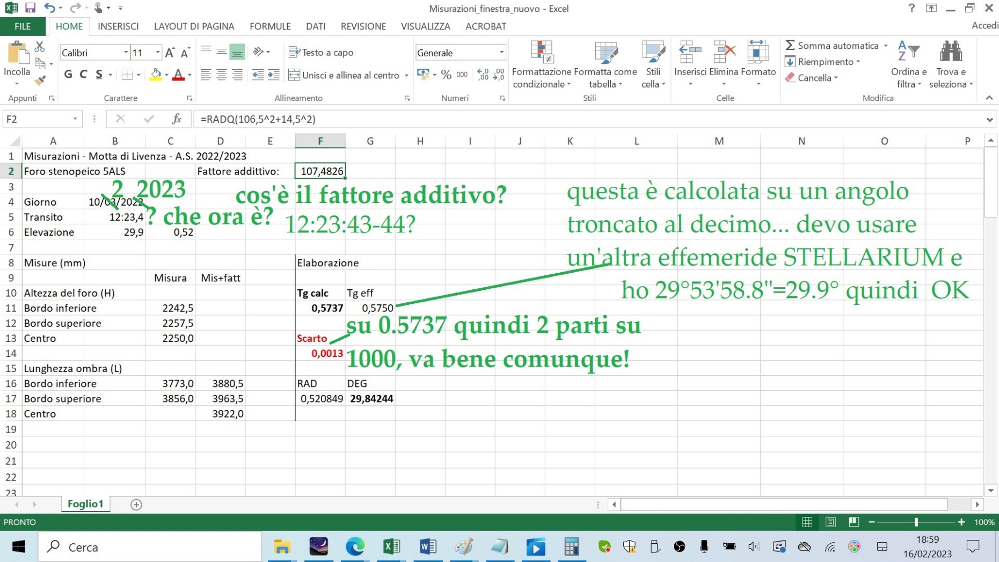 Misurazioni_finestra_nuovo - Excel
FILE HOME INSERISCI LAYOUT DI PAGINA FORMULE DATI REVISIONE VISUALIZZA ACROBAT Accedi
Incolla
Calibri 11
G C S
Testo a capo
Unisci e allinea al centro
Generale
% 000
Formattazione condizionale
Formatta come tabella
Stili cella
Inserisci Elimina Formato
Somma automatica
Riempimento
Cancella
Ordina e filtra
Trova e seleziona
Appunti Carattere Allineamento Numeri Stili Celle Modifica
F2 fx =RADQ(106,5^2+14,5^2)
A B C D E F G H I J K L M N O P
1 Misurazioni - Motta di Livenza - A.S. 2022/2023
2 Foro stenopeico 5ALS Fattore addittivo: 107,4826
3
2 2023
cos'è il fattore additivo?
4 Giorno 10/03/2022
5 Transito 12:23,4
? che ora è?
12:23:43-44?
6 Elevazione 29,9 0,52
7
questa è calcolata su un angolo
troncato al decimo... devo usare
un'altra effemeride STELLARIUM e
ho 29°53'58.8"=29.9° quindi OK
8 Misure (mm) Elaborazione
9 Misura Mis+fatt
10 Altezza del foro (H) Tg calc Tg eff
11 Bordo inferiore 2242,5 0,5737 0,5750
12 Bordo superiore 2257,5
13 Centro 2250,0 Scarto
14 0,0013
su 0.5737 quindi 2 parti su
1000, va bene comunque!
15 Lunghezza ombra (L)
16 Bordo inferiore 3773,0 3880,5 RAD DEG
17 Bordo superiore 3856,0 3963,5 0,520849 29,84244
18 Centro 3922,0
19
20
21
22
23
Foglio1
PRONTO 100%
Cerca
18:59
16/02/2023